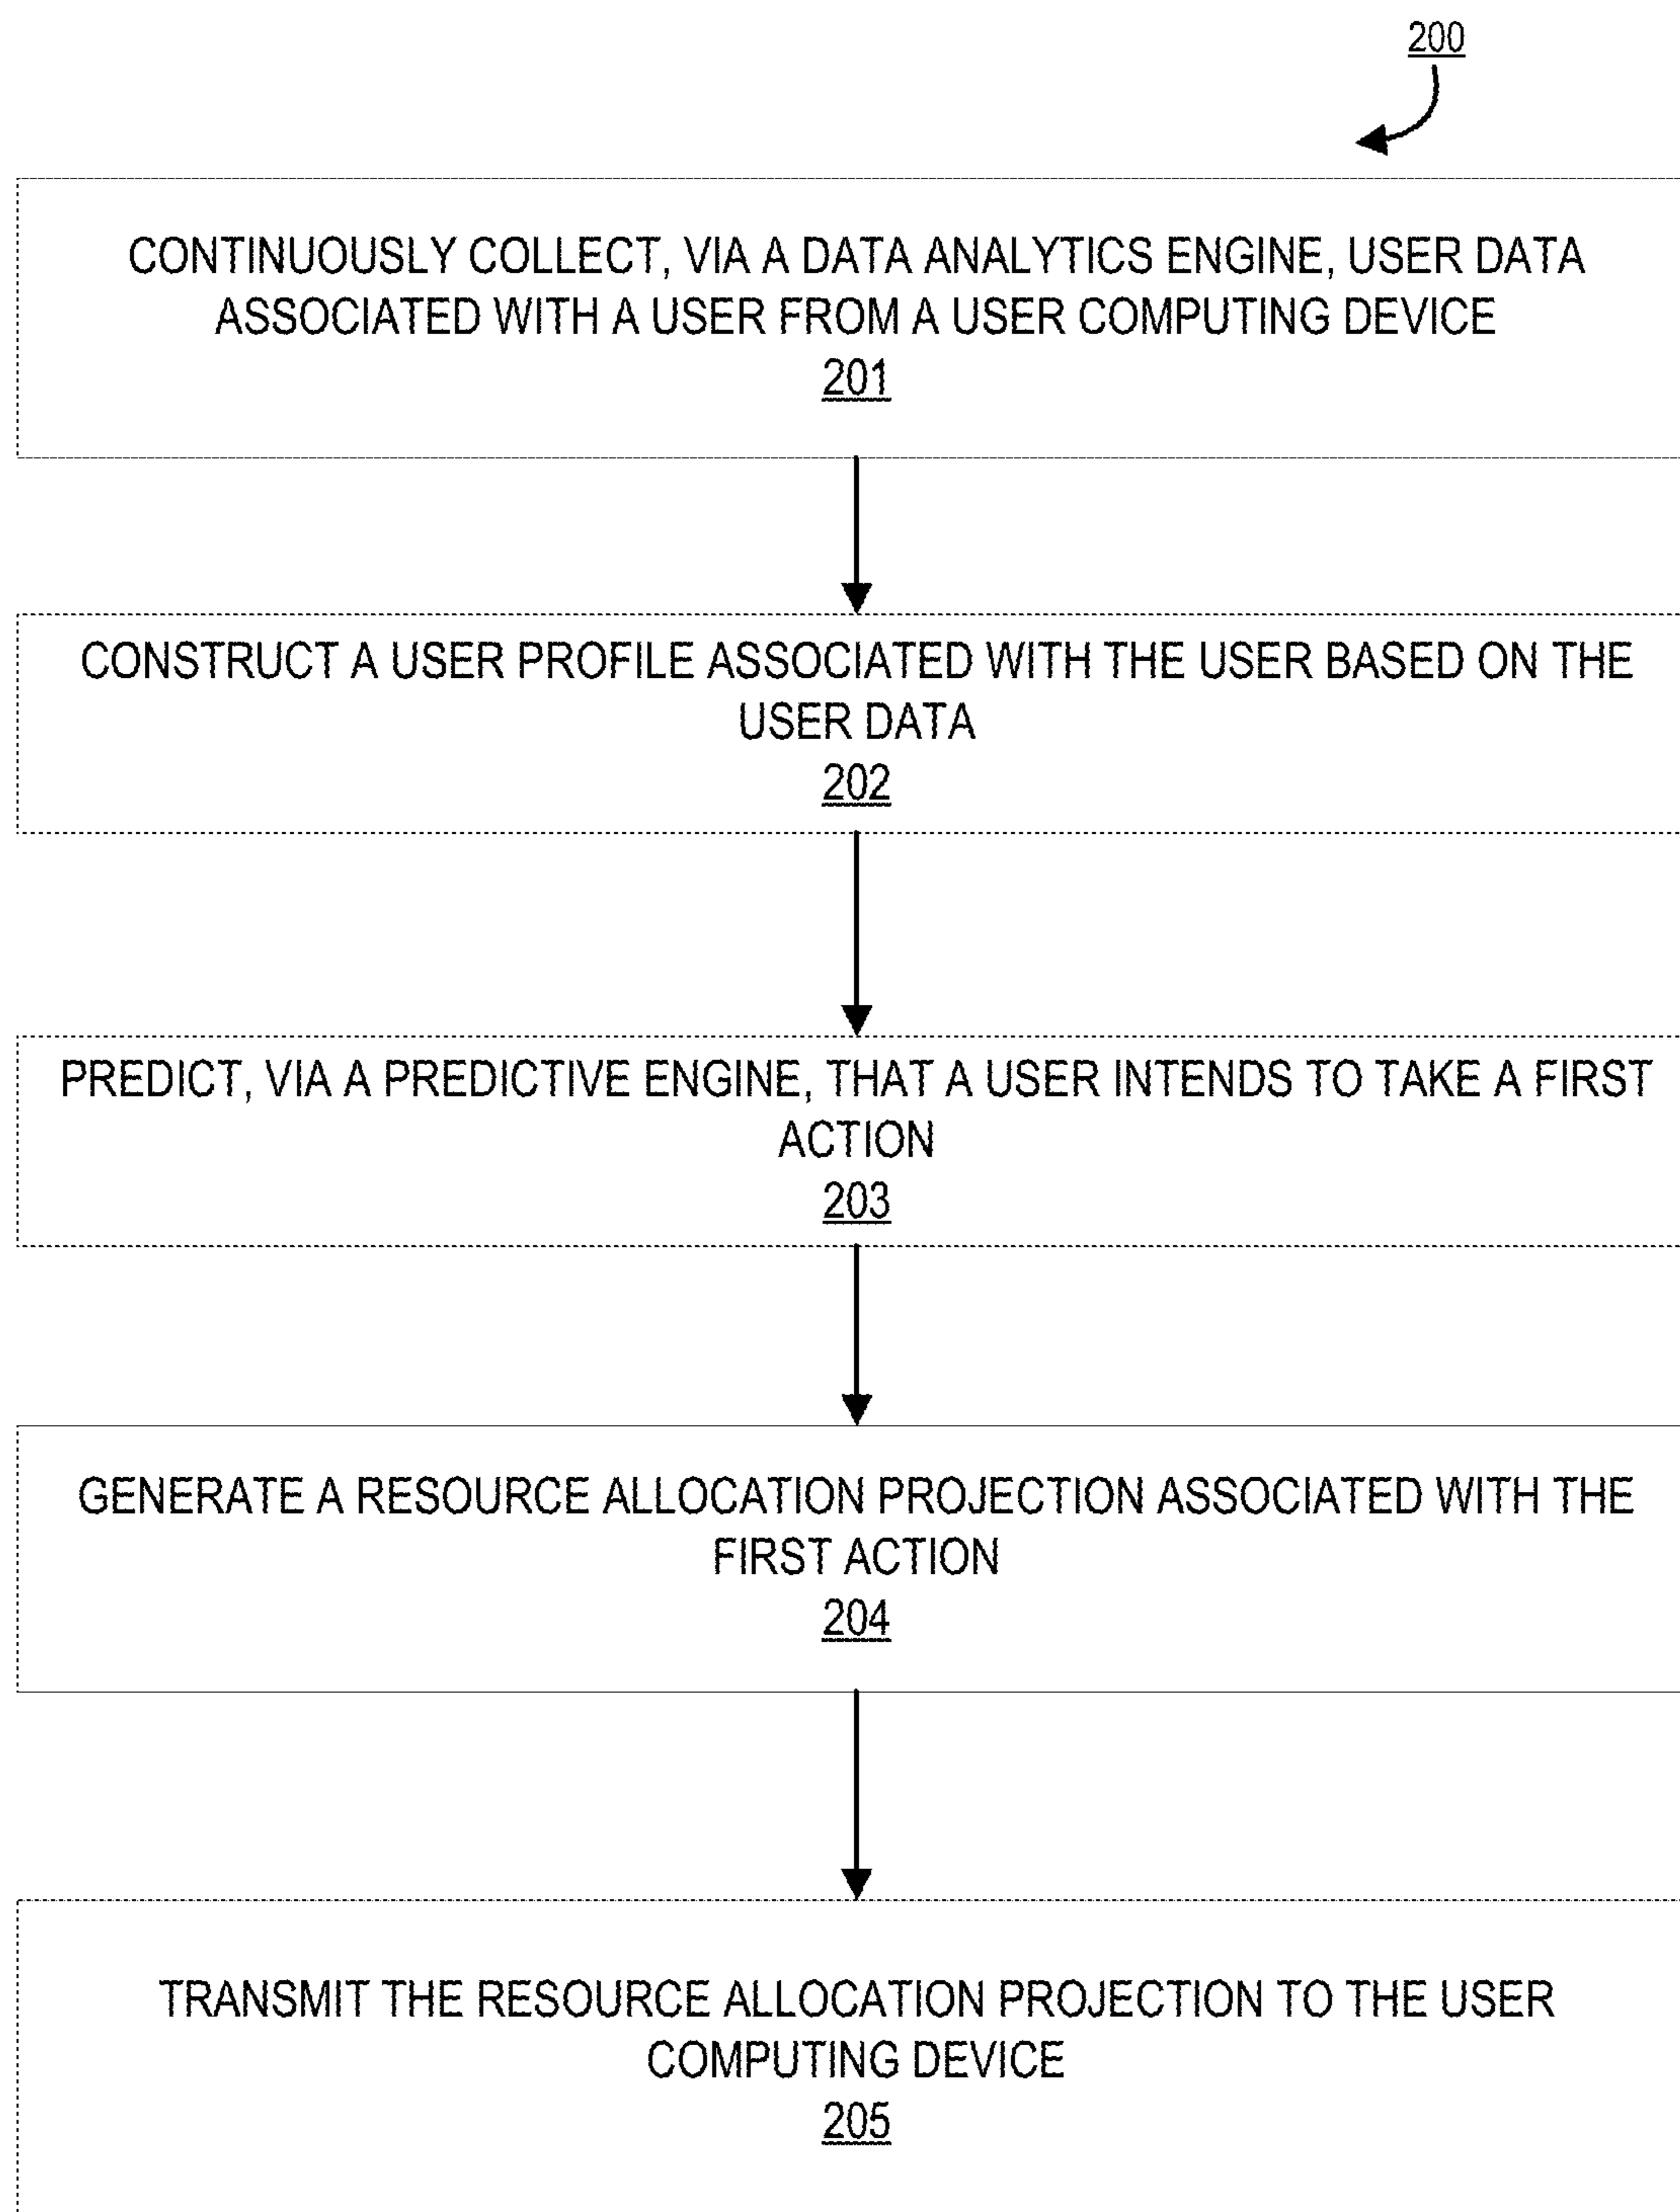 200
CONTINUOUSLY COLLECT, VIA A DATA ANALYTICS ENGINE, USER DATA
ASSOCIATED WITH A USER FROM A USER COMPUTING DEVICE
201
CONSTRUCT A USER PROFILE ASSOCIATED WITH THE USER BASED ON THE
USER DATA
202
PREDICT, VIA A PREDICTIVE ENGINE, THAT A USER INTENDS TO TAKE A FIRST
ACTION
203
GENERATE A RESOURCE ALLOCATION PROJECTION ASSOCIATED WITH THE
FIRST ACTION
204
TRANSMIT THE RESOURCE ALLOCATION PROJECTION TO THE USER
COMPUTING DEVICE
205